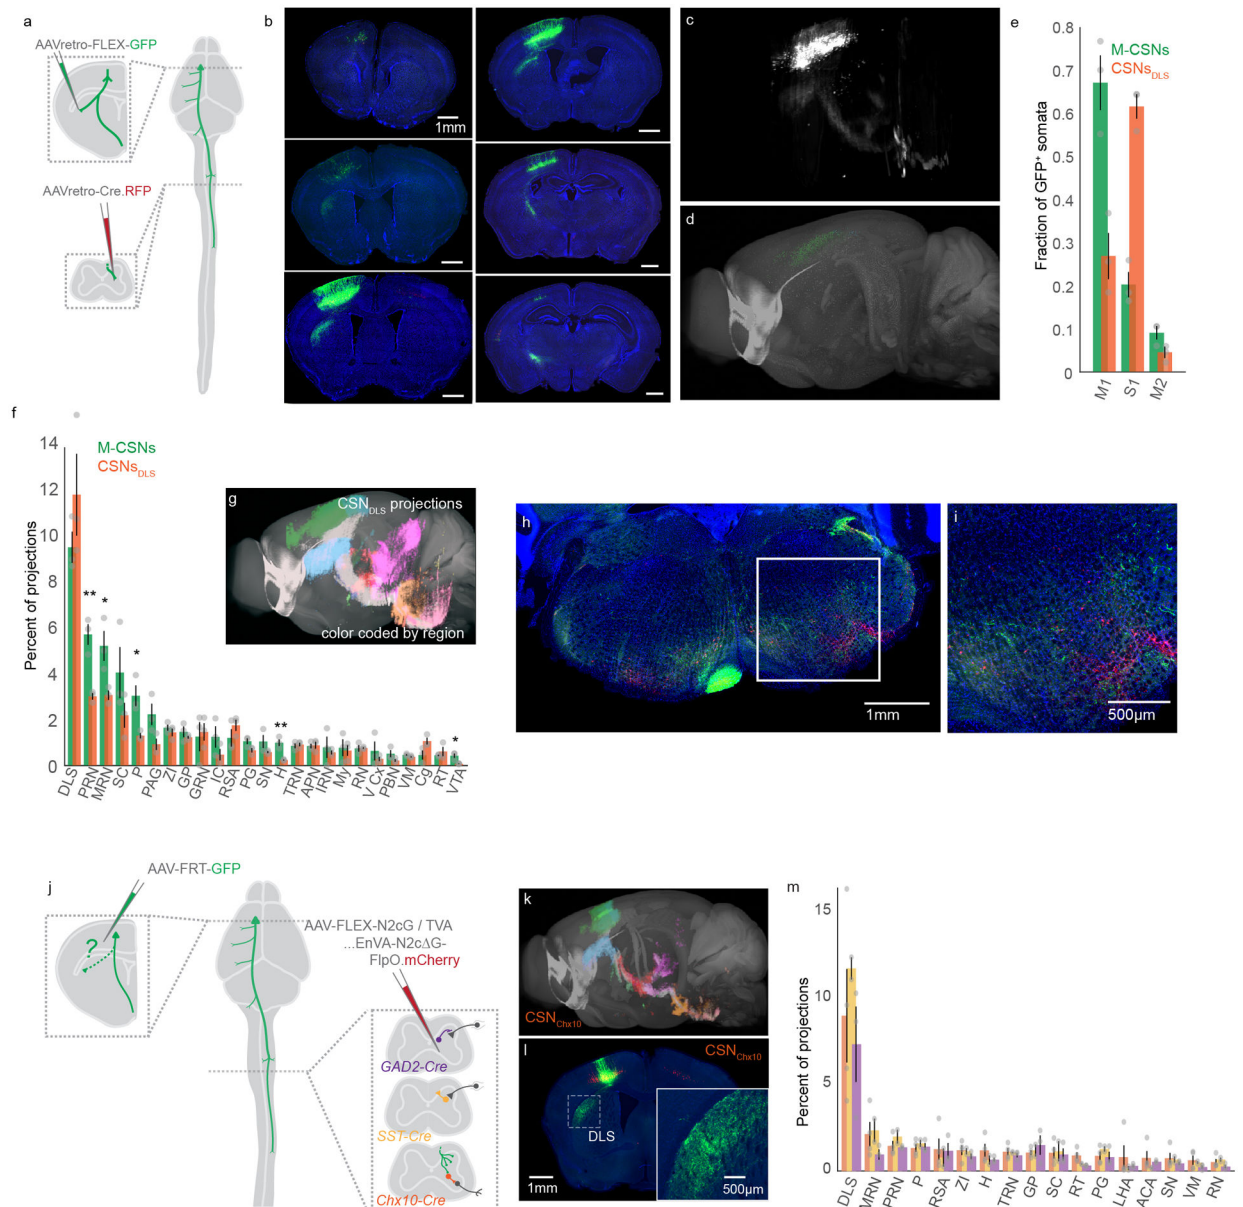 a
AAVretro-FLEX-GFP
AAVretro-Cre.RFP
b
1mm
c
d
e
Fraction of GFP⁺ somata
0.8
0.7
0.6
0.5
0.4
0.3
0.2
0.1
0
M-CSNs
CSNs_DLS
M1
S1
M2
f
Percent of projections
14
12
10
8
6
4
2
0
M-CSNs
CSNs_DLS
**
*
*
**
*
DLS
PRN
MRN
SC
P
PAG
ZI
GP
GRN
IC
RSA
PG
SN
H
TRN
APN
IRN
My
RN
V Cx
PBN
VM
Cg
RT
VTA
g
CSN_DLS projections
color coded by region
h
1mm
i
500µm
j
AAV-FRT-GFP
?
AAV-FLEX-N2cG / TVA
...EnVA-N2cΔG-
FlpO.mCherry
GAD2-Cre
SST-Cre
Chx10-Cre
k
CSN_Chx10
l
CSN_Chx10
DLS
1mm
500µm
m
Percent of projections
15
10
5
0
DLS
MRN
PRN
P
RSA
ZI
H
TRN
GP
SC
RT
PG
LHA
ACA
SN
VM
RN